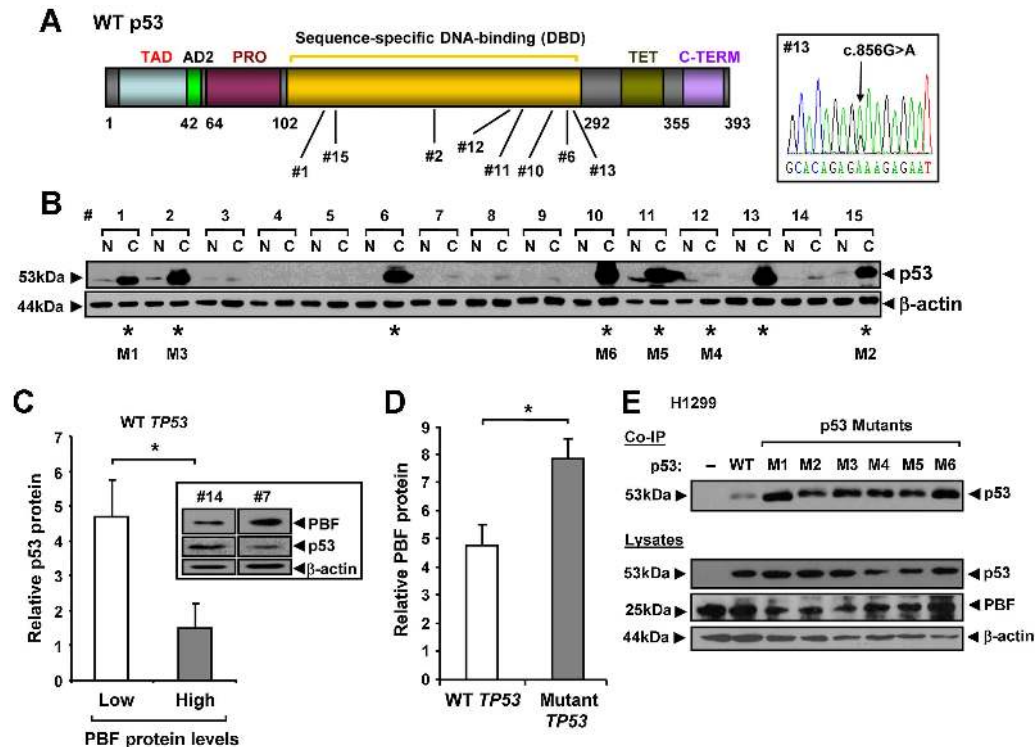 A WT p53
Sequence-specific DNA-binding (DBD)
TAD AD2 PRO TET C-TERM
1 42 64 102 292 355 393
#1 #15 #2 #12 #11 #10 #6 #13
#13 c.856G>A
GCACAGAGAAAGAGAAT
B
# 1 2 3 4 5 6 7 8 9 10 11 12 13 14 15
N C N C N C N C N C N C N C N C N C N C N C N C N C N C N C
53kDa p53
44kDa β-actin
* * * * * * * *
M1 M3 M6 M5 M4 M2
C
WT TP53
*
Relative p53 protein
7
6
5
4
3
2
1
0
#14 #7
PBF
p53
β-actin
Low High
PBF protein levels
D
*
Relative PBF protein
9
8
7
6
5
4
3
2
1
0
WT TP53 Mutant
TP53
E H1299
Co-IP p53 Mutants
p53: – WT M1 M2 M3 M4 M5 M6
53kDa p53
Lysates
53kDa p53
25kDa PBF
44kDa β-actin